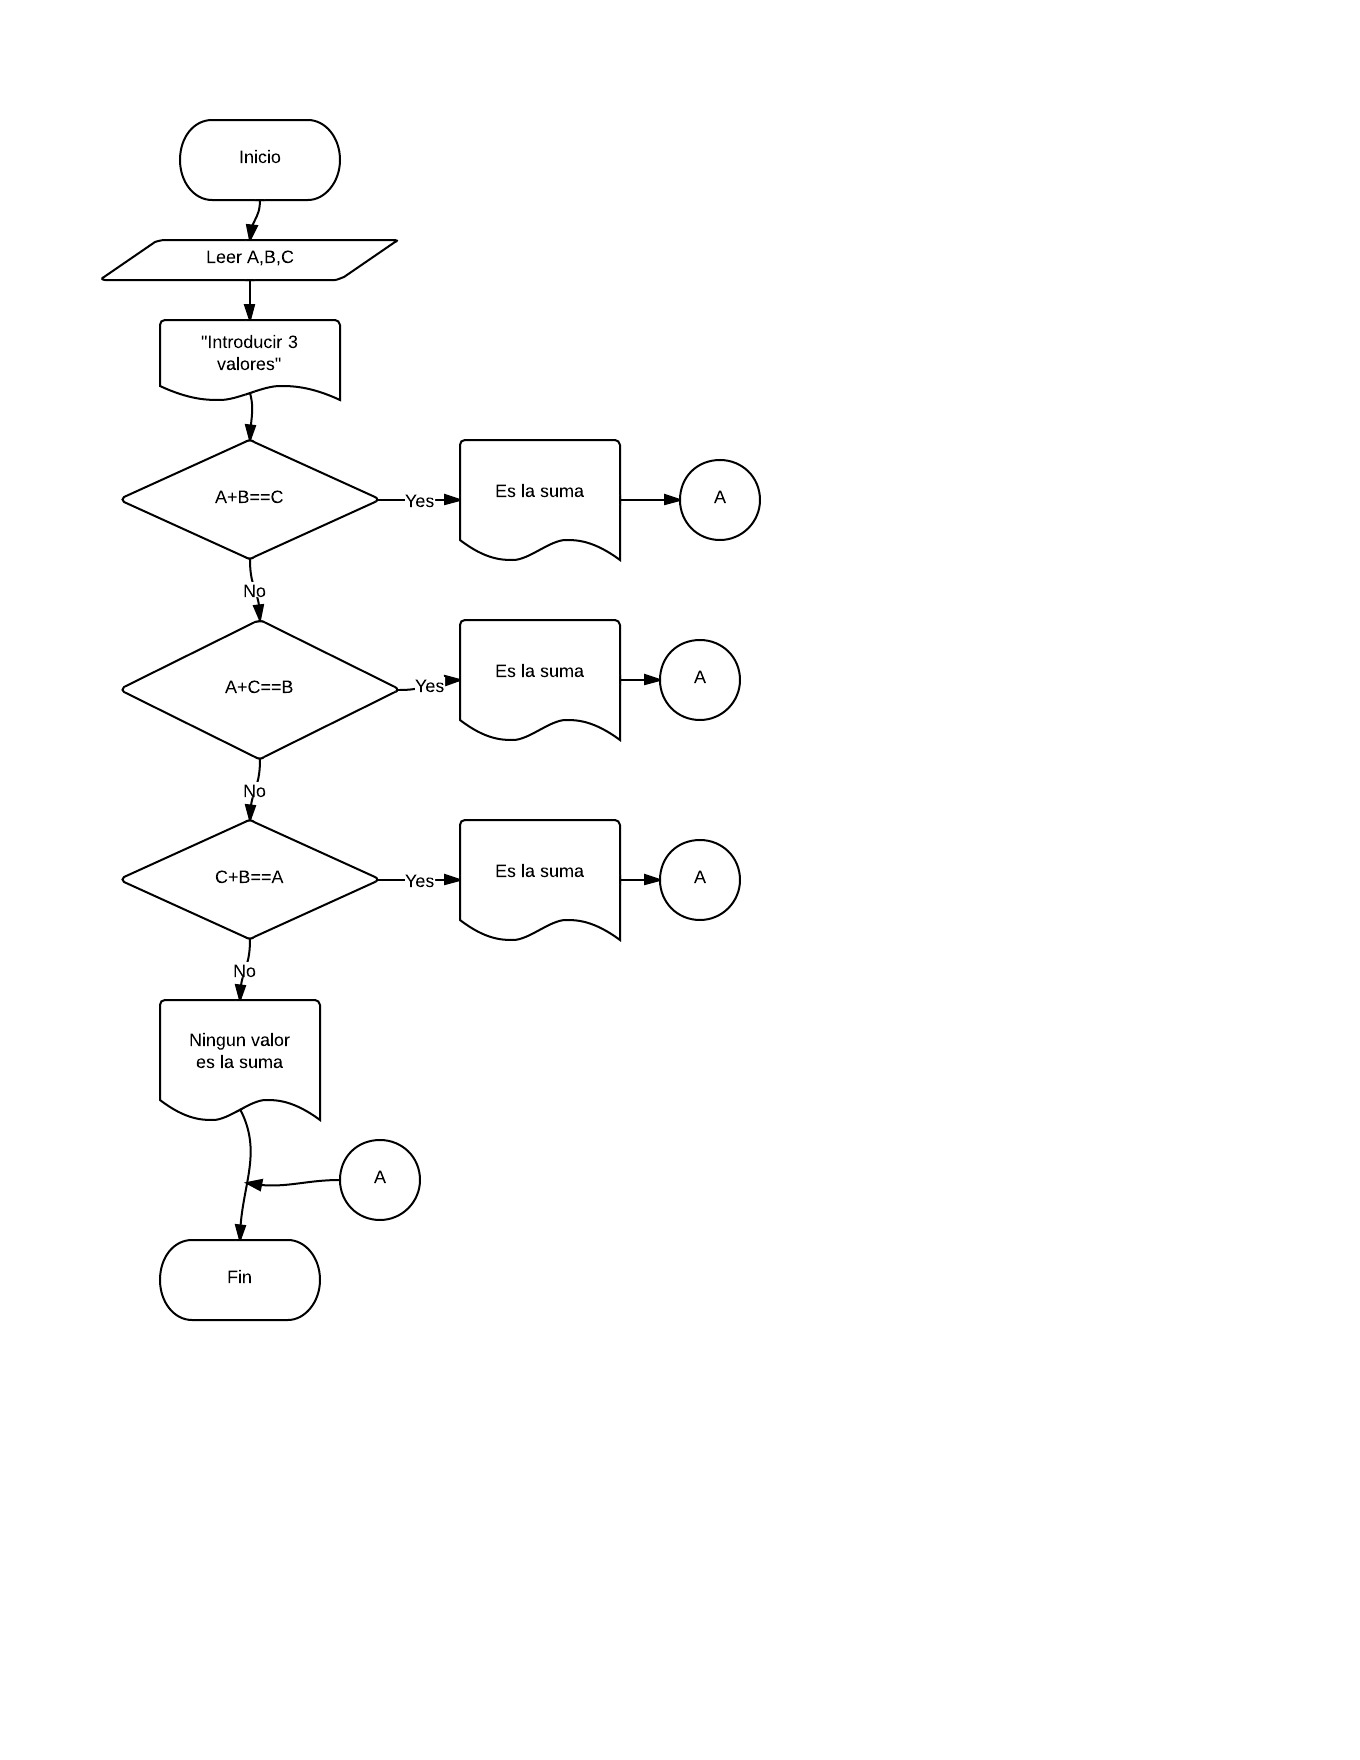 Inicio
Leer A,B,C
"Introducir 3
valores"
A+B==C
Yes
Es la suma
A
No
A+C==B
Yes
Es la suma
A
No
C+B==A
Yes
Es la suma
A
No
Ningun valor
es la suma
A
Fin